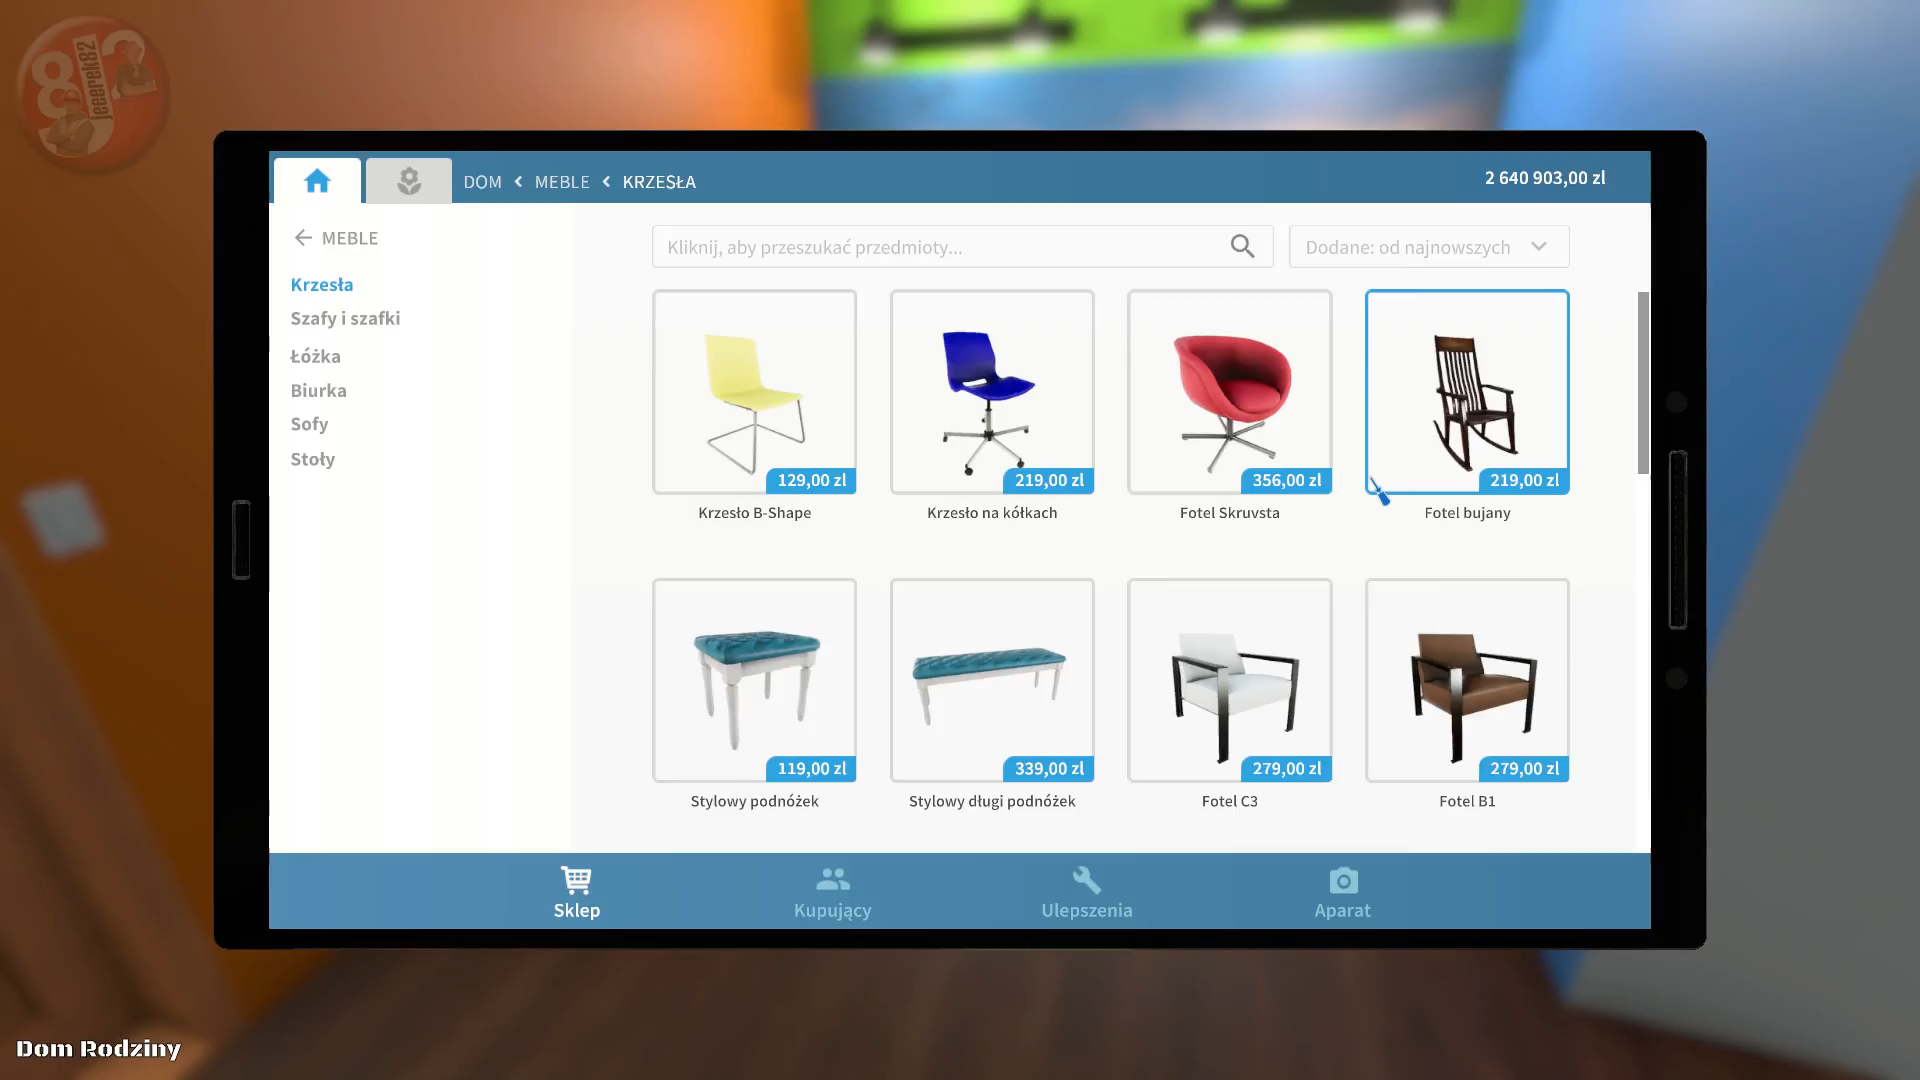 82
jeeerek82
DOM < MEBLE < KRZESŁA
2 640 903,00 zl
← MEBLE
Kliknij, aby przeszukać przedmioty...
Dodane: od najnowszych
Krzesła
Szafy i szafki
Łóżka
Biurka
Sofy
Stoły
129,00 zl
219,00 zl
356,00 zl
219,00 zl
Krzesło B-Shape
Krzesło na kółkach
Fotel Skruvsta
Fotel bujany
119,00 zl
339,00 zl
279,00 zl
279,00 zl
Stylowy podnóżek
Stylowy długi podnóżek
Fotel C3
Fotel B1
Sklep
Kupujący
Ulepszenia
Aparat
Dom Rodziny